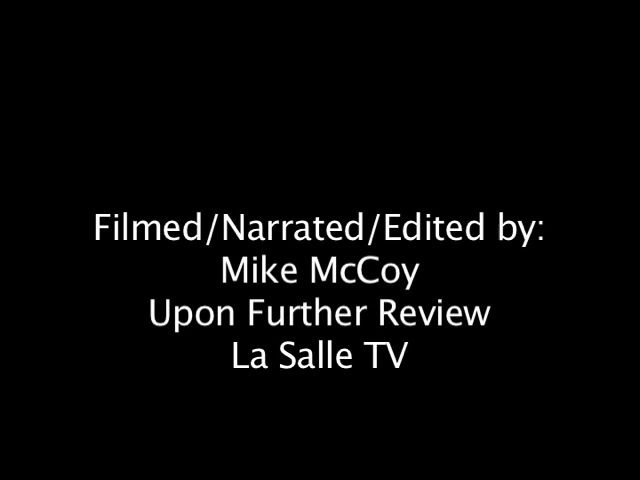 Filmed/Narrated/Edited by:
Mike McCoy
Upon Further Review
La Salle TV